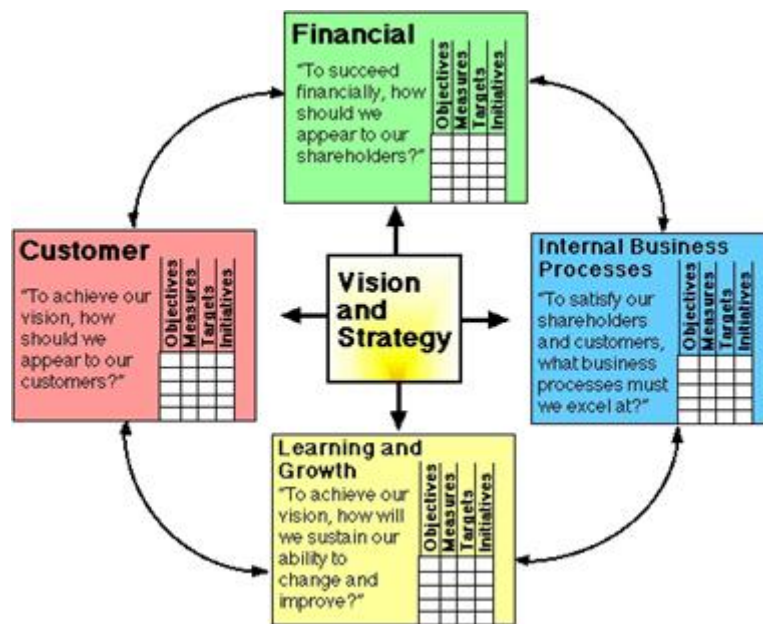 Financial
"To succeed
financially, how
should we
appear to our
shareholders?"
Objectives
Measures
Targets
Initiatives
Customer
"To achieve our
vision, how
should we
appear to our
customers?"
Objectives
Measures
Targets
Initiatives
Vision
and
Strategy
Internal Business
Processes
"To satisfy our
shareholders
and customers,
what business
processes must
we excel at?"
Objectives
Measures
Targets
Initiatives
Learning and
Growth
"To achieve our
vision, how will
we sustain our
ability to
change and
improve?"
Objectives
Measures
Targets
Initiatives